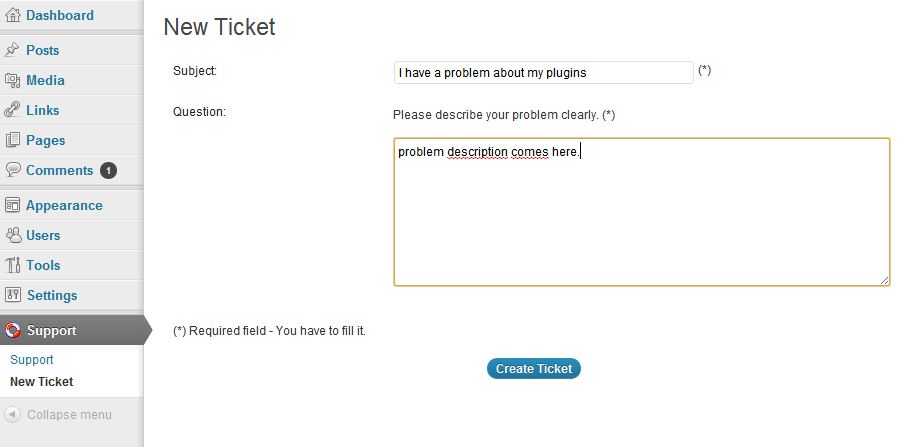 Dashboard
Posts
Media
Links
Pages
Comments 1
Appearance
Users
Tools
Settings
Support
Support
New Ticket
Collapse menu
New Ticket
Subject:
I have a problem about my plugins (*)
Question:
Please describe your problem clearly. (*)
problem description comes here.
(*) Required field - You have to fill it.
Create Ticket